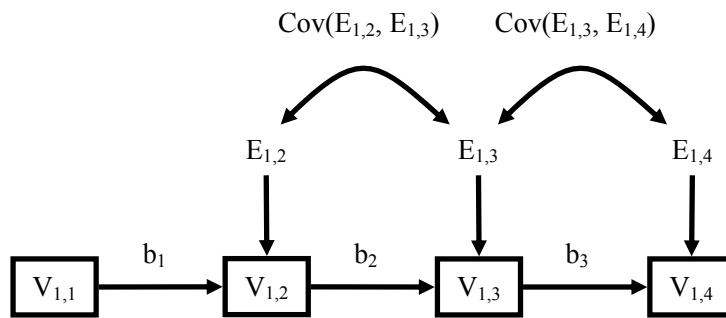 Cov(E1,2, E1,3) Cov(E1,3, E1,4)
E1,2 E1,3 E1,4
b1 b2 b3
V1,1 V1,2 V1,3 V1,4